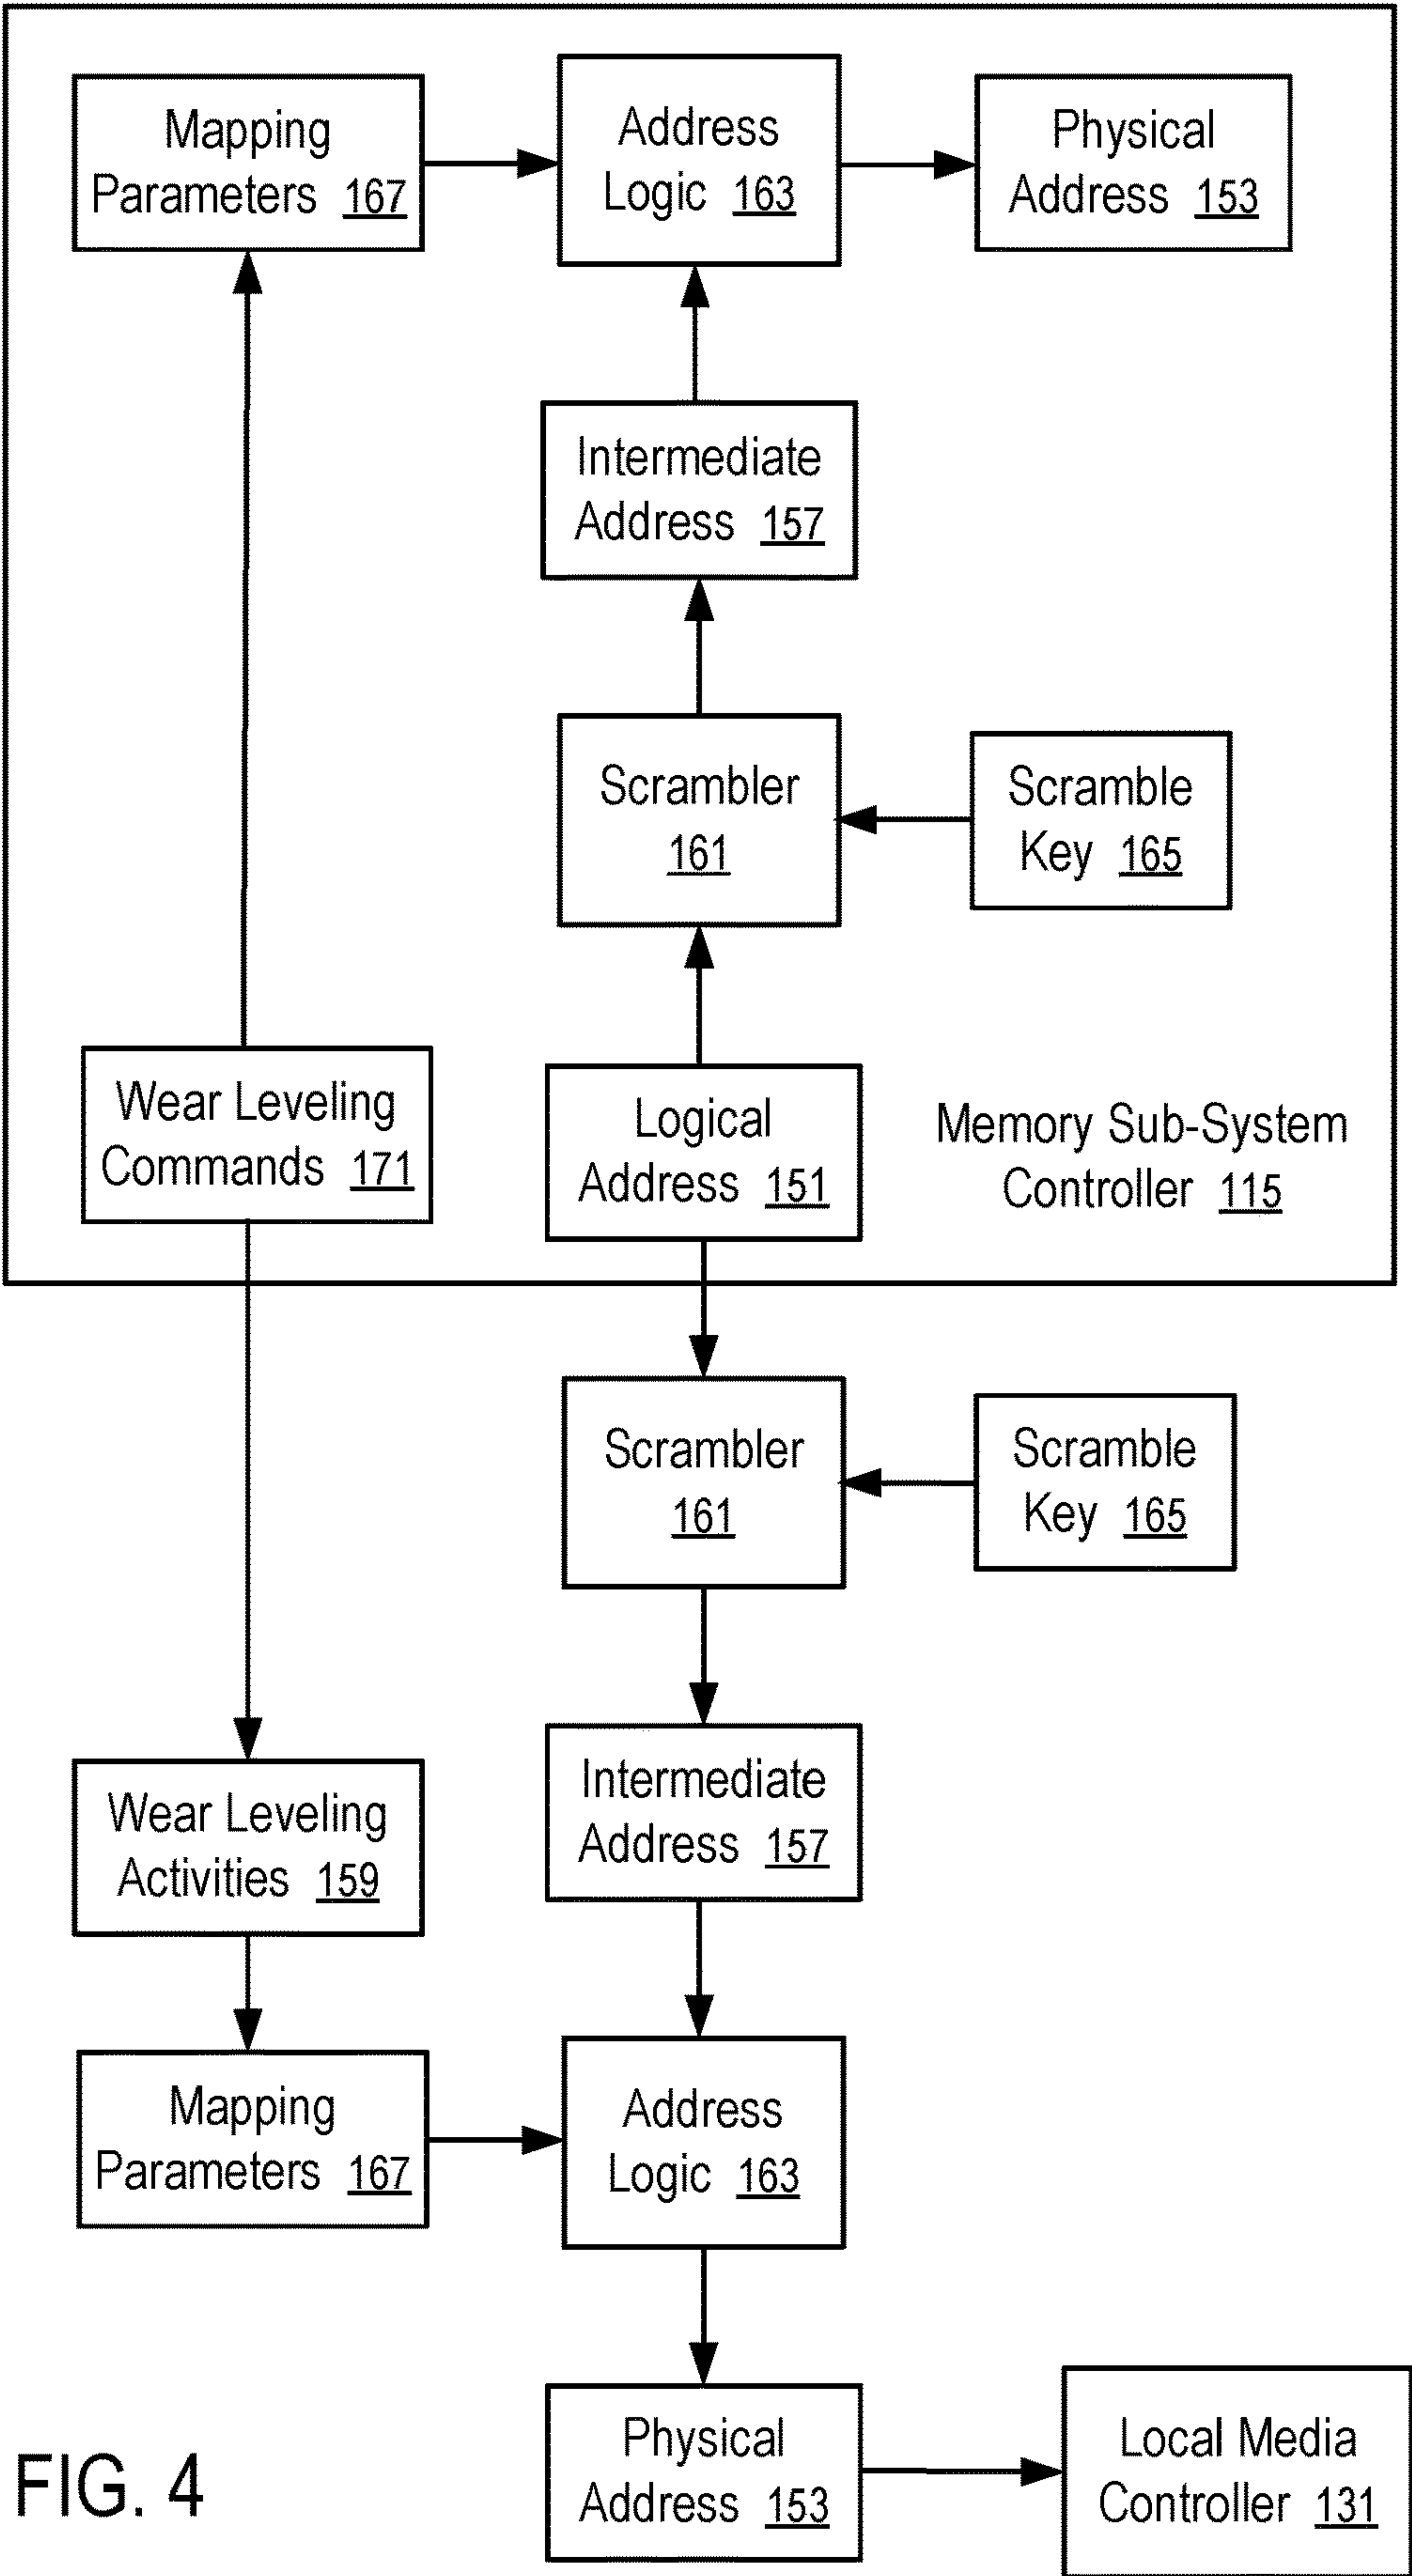 Mapping
Parameters 167
Address
Logic 163
Physical
Address 153
Intermediate
Address 157
Scrambler
161
Scramble
Key 165
Wear Leveling
Commands 171
Logical
Address 151
Memory Sub-System
Controller 115
Scrambler
161
Scramble
Key 165
Intermediate
Address 157
Wear Leveling
Activities 159
Mapping
Parameters 167
Address
Logic 163
Physical
Address 153
Local Media
Controller 131
FIG. 4